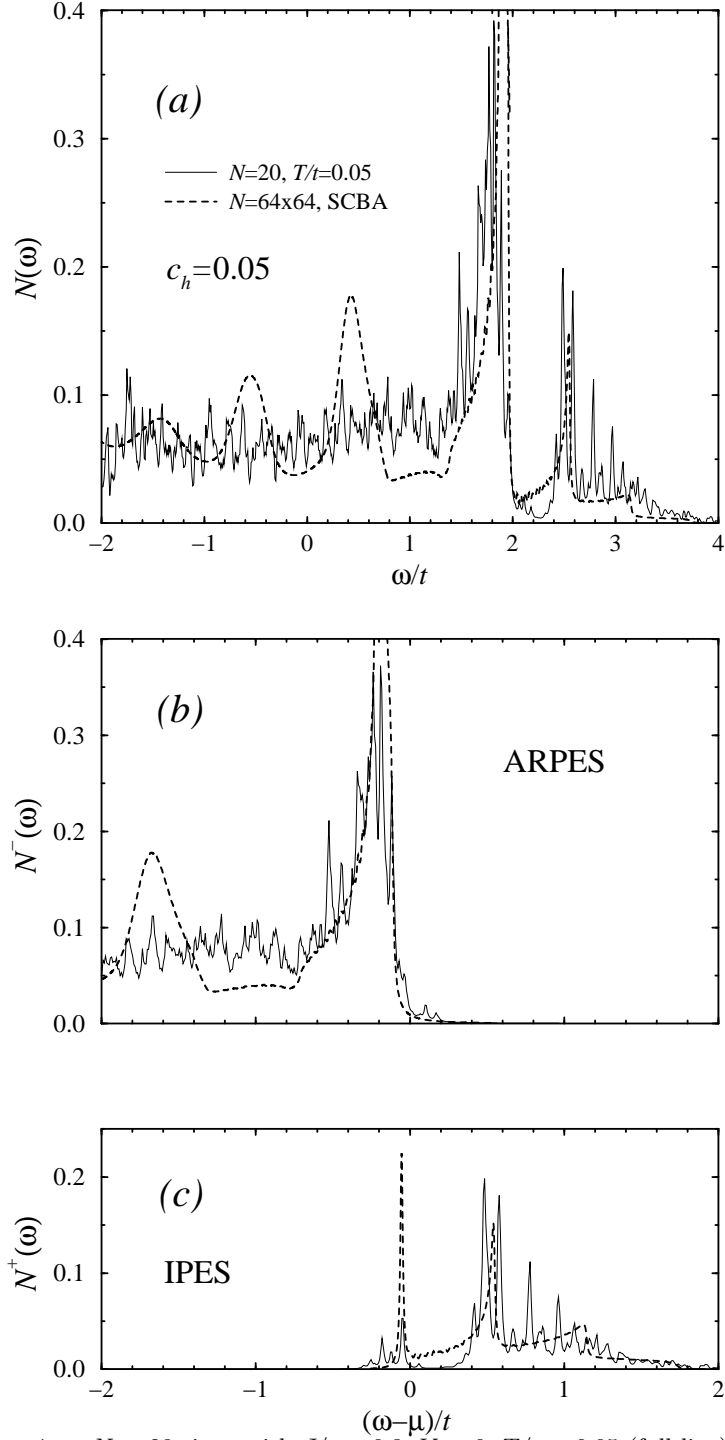 0.4
(a)
0.3
N=20, T/t=0.05
N=64x64, SCBA
N(ω)
c_h=0.05
0.2
0.1
0.0
−2 −1 0 1 2 3 4
ω/t
0.4
(b)
0.3
ARPES
N⁻(ω)
0.2
0.1
0.0
0.2
(c)
N⁺(ω)
0.1
IPES
0.0
−2 −1 0 1 2
(ω−μ)/t